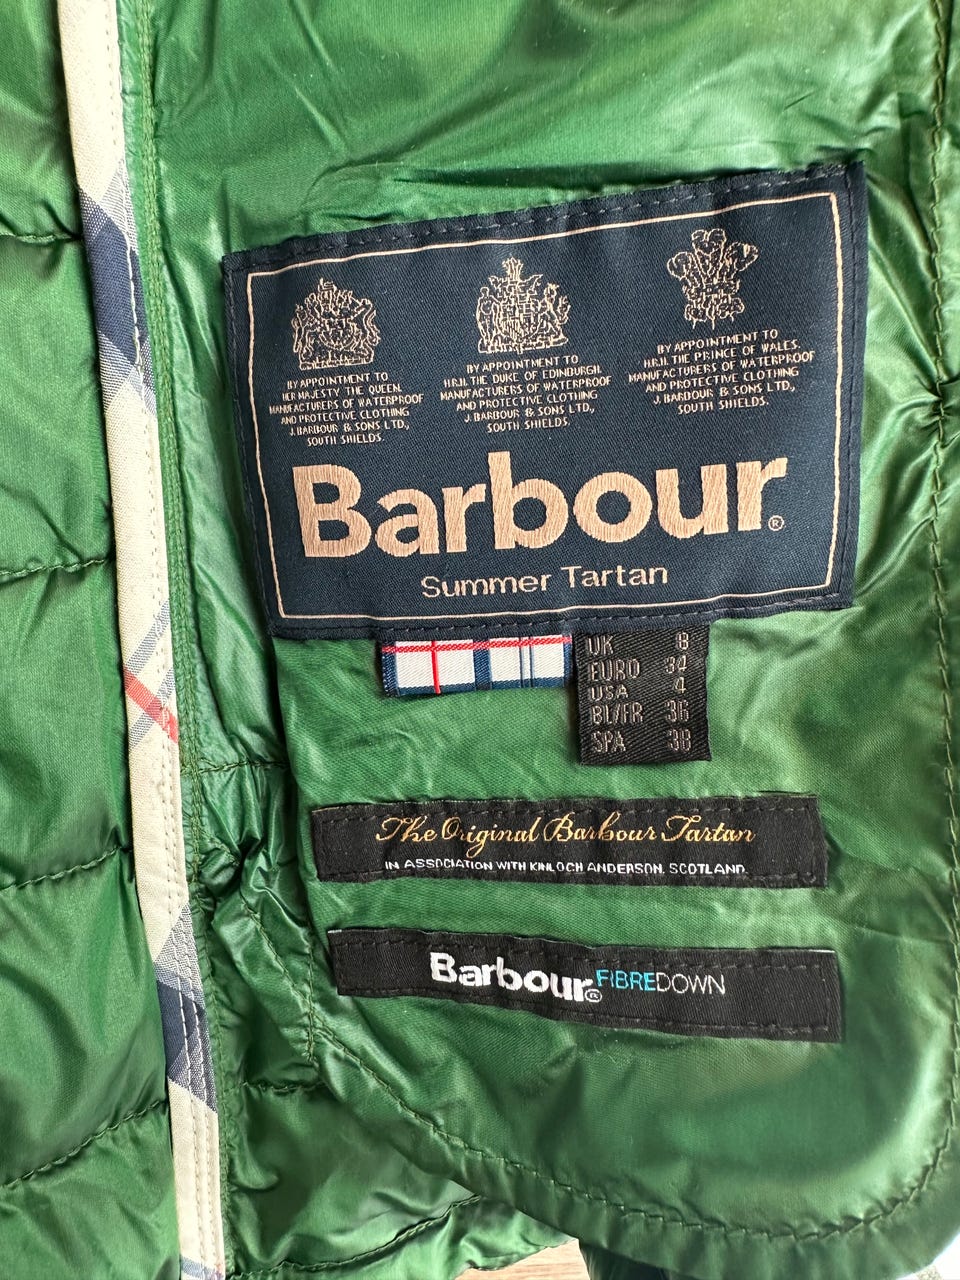 BY APPOINTMENT TO
HER MAJESTY THE QUEEN.
MANUFACTURERS OF WATERPROOF
AND PROTECTIVE CLOTHING
J. BARBOUR & SONS LTD.,
SOUTH SHIELDS.
BY APPOINTMENT TO
H.R.H. THE DUKE OF EDINBURGH.
MANUFACTURERS OF WATERPROOF
AND PROTECTIVE CLOTHING
J. BARBOUR & SONS LTD.,
SOUTH SHIELDS.
BY APPOINTMENT TO
H.R.H. THE PRINCE OF WALES.
MANUFACTURERS OF WATERPROOF
AND PROTECTIVE CLOTHING
J. BARBOUR & SONS LTD.,
SOUTH SHIELDS.
Barbour®
Summer Tartan
UK 8
EURO 34
USA 4
BL/FR 36
SPA 38
The Original Barbour Tartan
IN ASSOCIATION WITH KINLOCH ANDERSON. SCOTLAND.
Barbour® FIBREDOWN